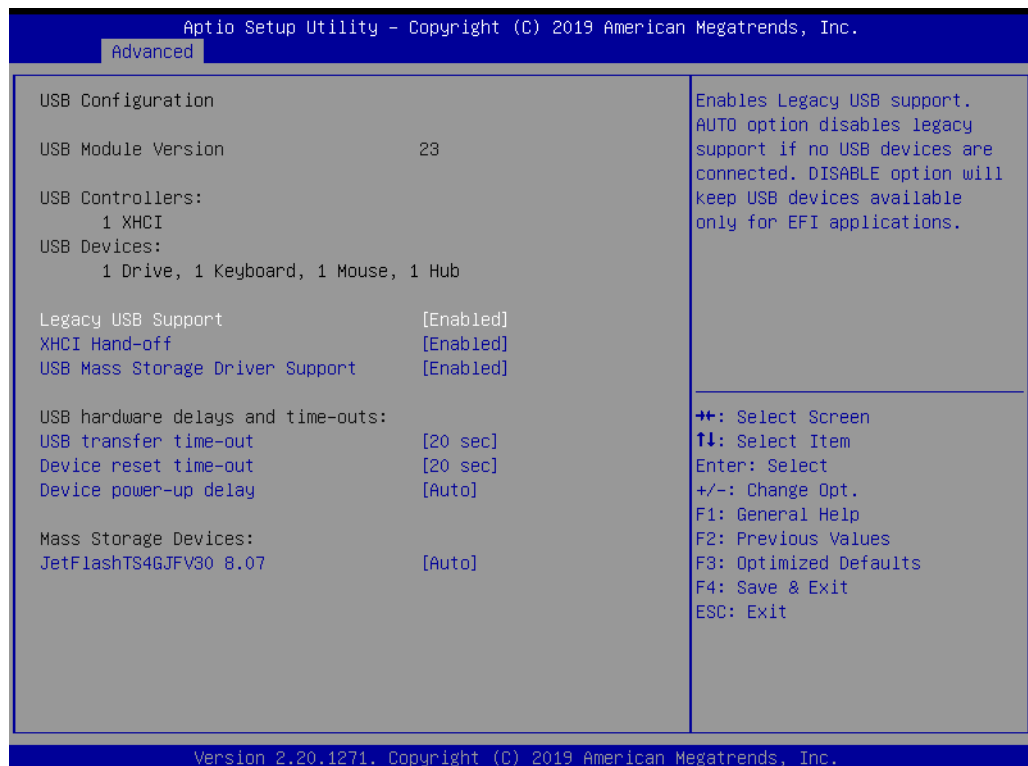 Aptio Setup Utility – Copyright (C) 2019 American Megatrends, Inc.
Advanced
USB Configuration
USB Module Version 23
USB Controllers:
1 XHCI
USB Devices:
1 Drive, 1 Keyboard, 1 Mouse, 1 Hub
Legacy USB Support [Enabled]
XHCI Hand-off [Enabled]
USB Mass Storage Driver Support [Enabled]
USB hardware delays and time-outs:
USB transfer time-out [20 sec]
Device reset time-out [20 sec]
Device power-up delay [Auto]
Mass Storage Devices:
JetFlashTS4GJFV30 8.07 [Auto]
Enables Legacy USB support.
AUTO option disables legacy
support if no USB devices are
connected. DISABLE option will
keep USB devices available
only for EFI applications.
→←: Select Screen
↑↓: Select Item
Enter: Select
+/-: Change Opt.
F1: General Help
F2: Previous Values
F3: Optimized Defaults
F4: Save & Exit
ESC: Exit
Version 2.20.1271. Copyright (C) 2019 American Megatrends, Inc.